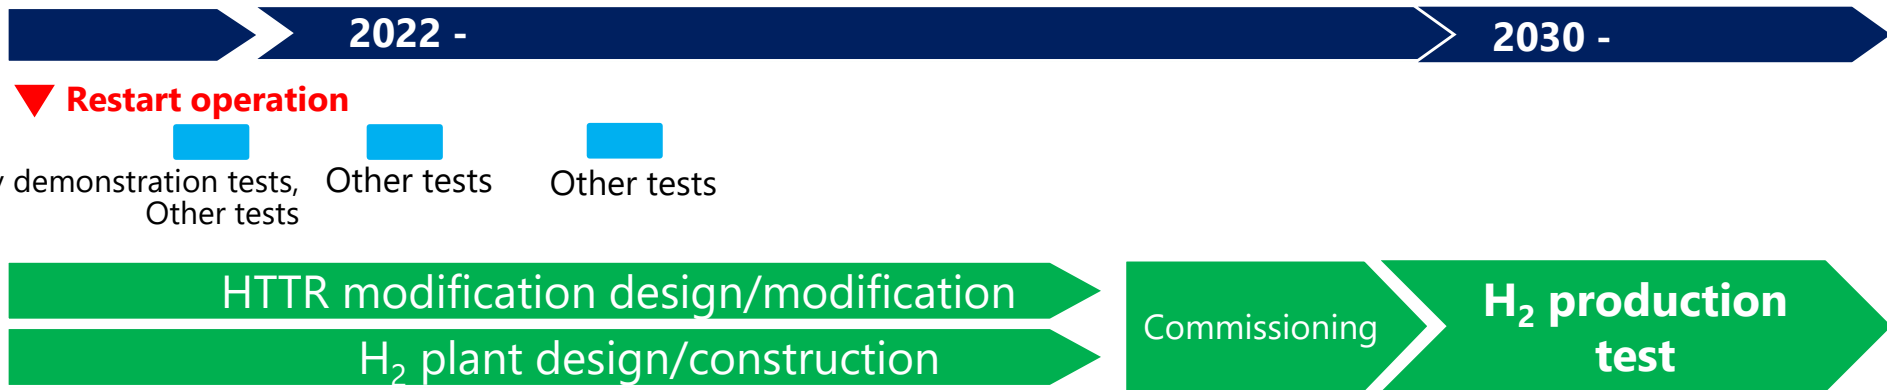 2022 -
2030 -
Restart operation
demonstration tests,
Other tests
Other tests
Other tests
HTTR modification design/modification
H₂ plant design/construction
Commissioning
H₂ production
test